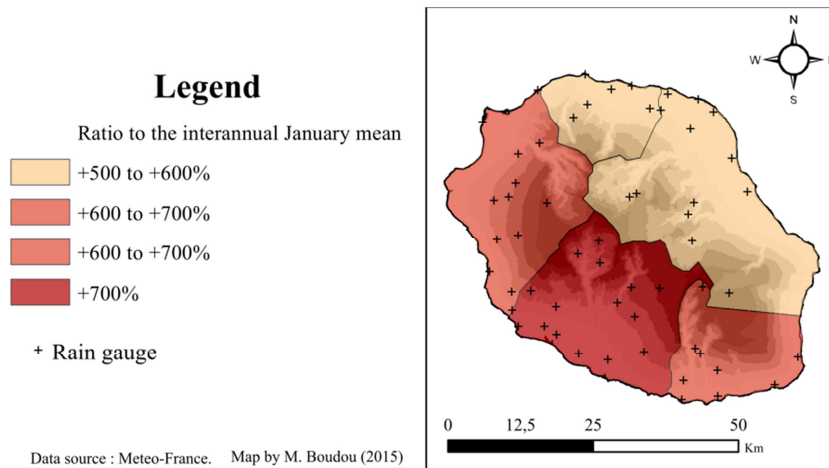 Legend
Ratio to the interannual January mean
+500 to +600%
+600 to +700%
+600 to +700%
+700%
+ Rain gauge
Data source : Meteo-France. Map by M. Boudou (2015)
N
W
S
0 12,5 25 50
Km